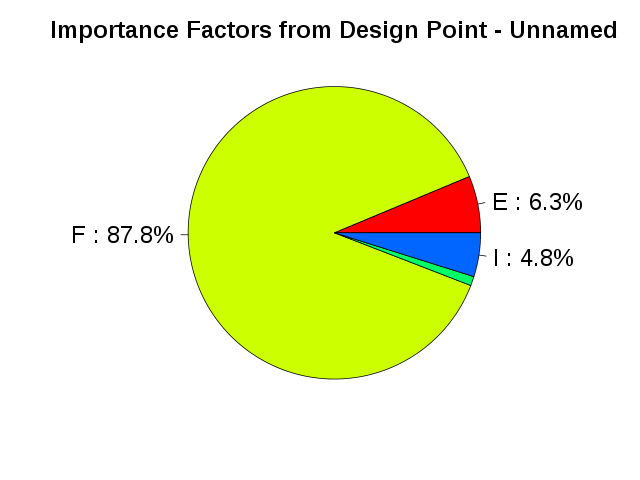 Importance Factors from Design Point - Unnamed
E : 6.3%
F : 87.8%
I : 4.8%